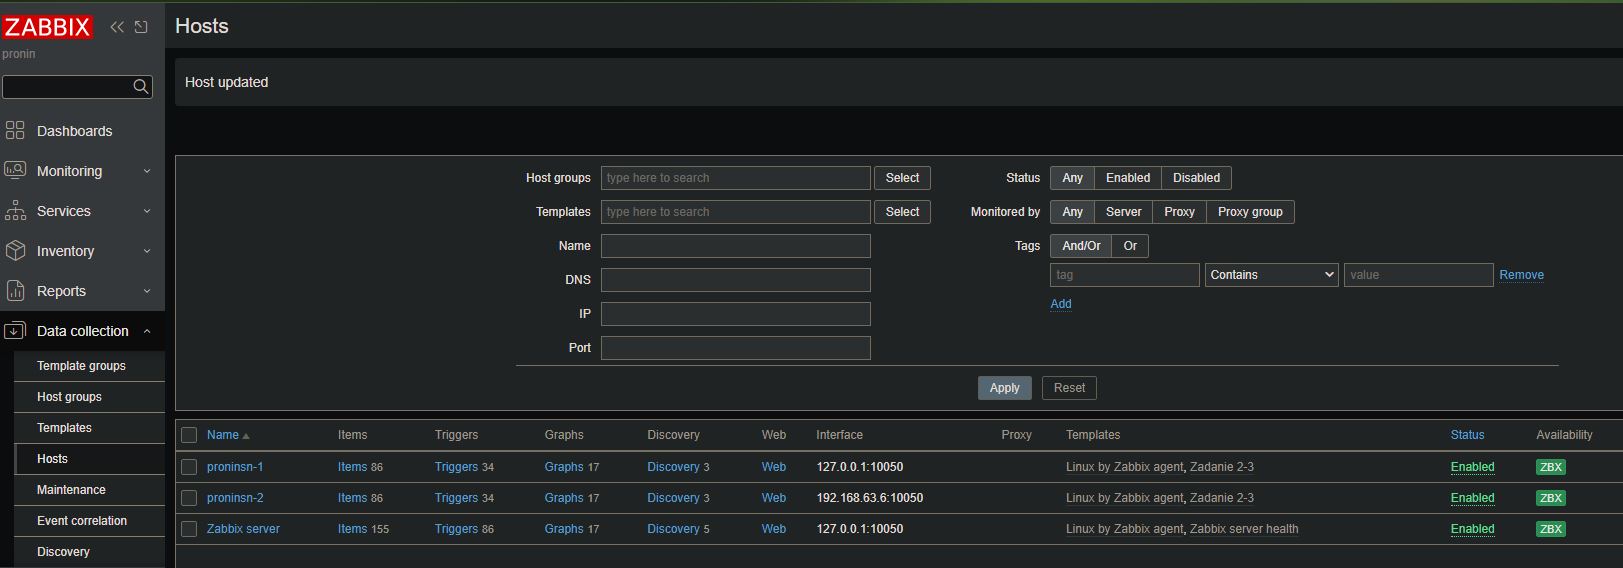 ZABBIX
pronin
Dashboards
Monitoring
Services
Inventory
Reports
Data collection
Template groups
Host groups
Templates
Hosts
Maintenance
Event correlation
Discovery
Hosts
Host updated
Host groups type here to search Select
Templates type here to search Select
Name
DNS
IP
Port
Status Any Enabled Disabled
Monitored by Any Server Proxy Proxy group
Tags And/Or Or
tag Contains value Remove
Add
Apply Reset
Name Items Triggers Graphs Discovery Web Interface Proxy Templates Status Availability
proninsn-1 Items 86 Triggers 34 Graphs 17 Discovery 3 Web 127.0.0.1:10050 Linux by Zabbix agent, Zadanie 2-3 Enabled ZBX
proninsn-2 Items 86 Triggers 34 Graphs 17 Discovery 3 Web 192.168.63.6:10050 Linux by Zabbix agent, Zadanie 2-3 Enabled ZBX
Zabbix server Items 155 Triggers 86 Graphs 17 Discovery 5 Web 127.0.0.1:10050 Linux by Zabbix agent, Zabbix server health Enabled ZBX